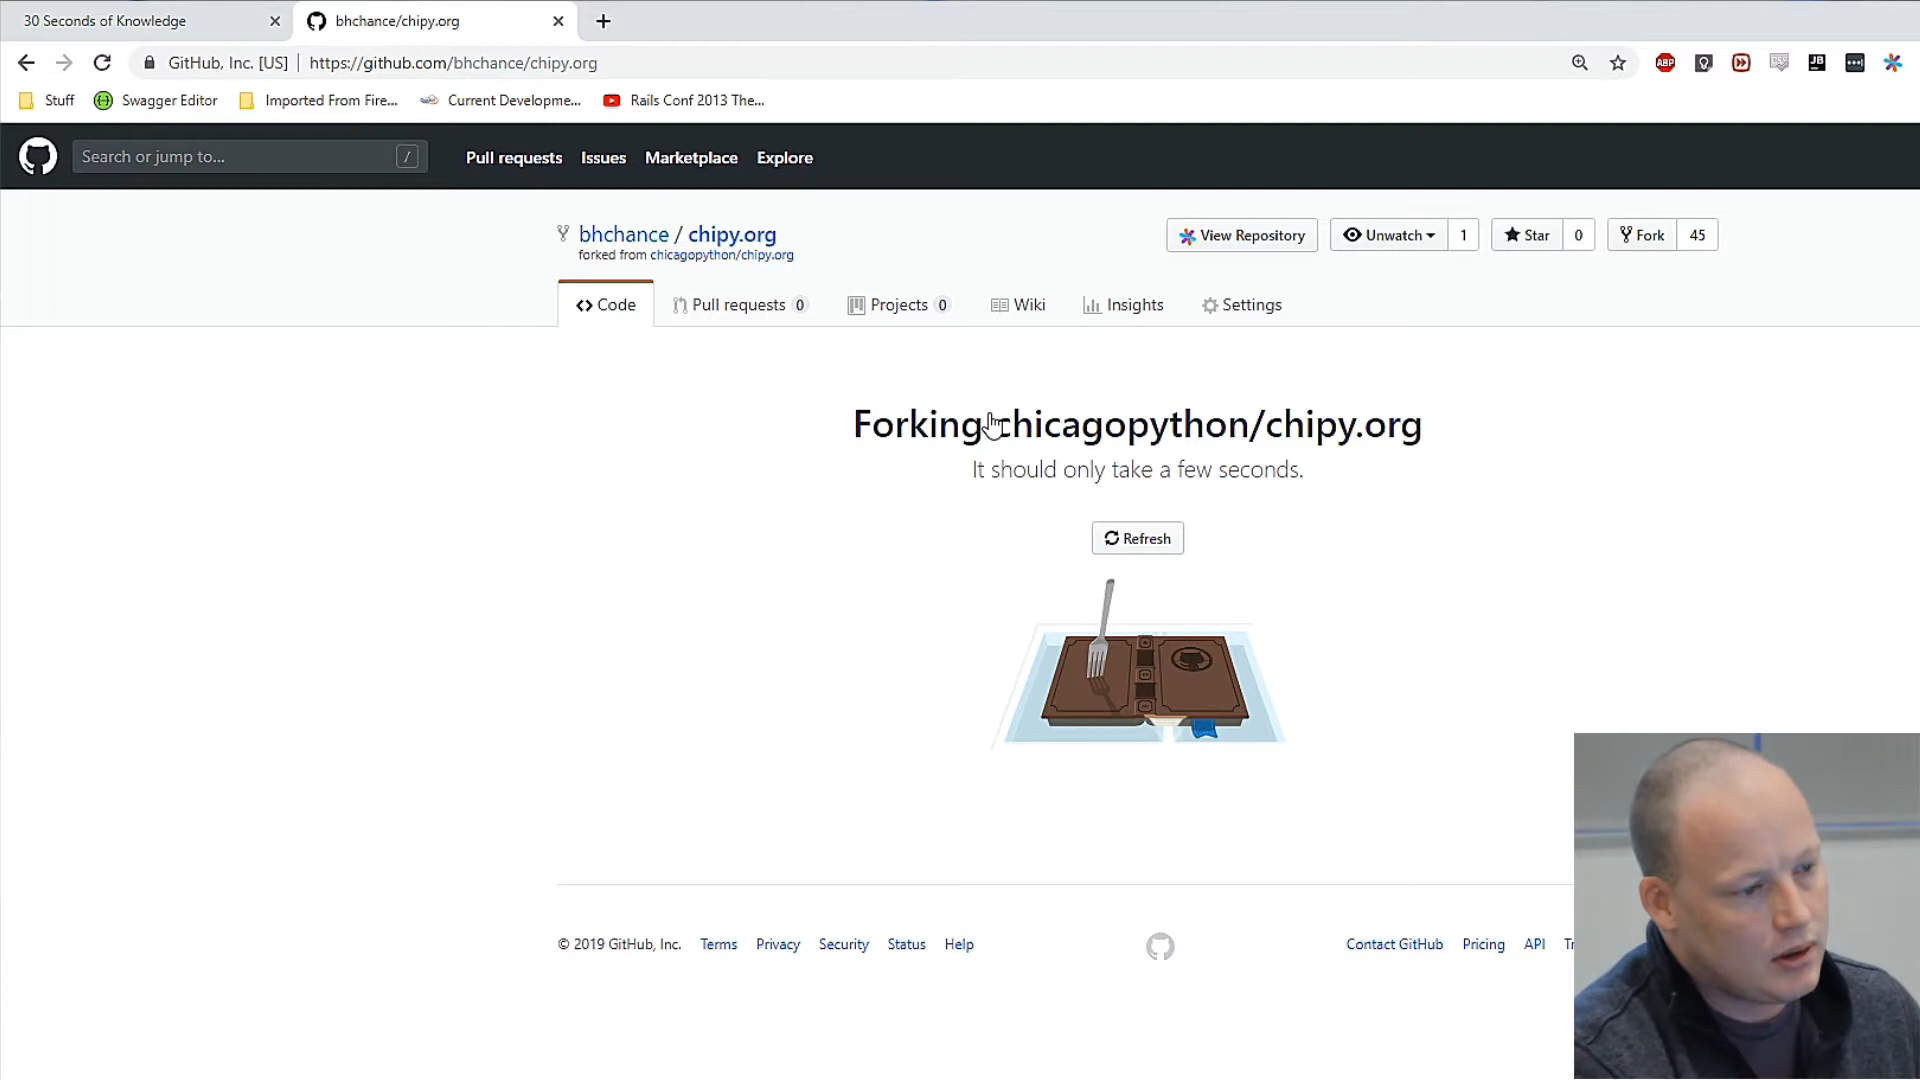 30 Seconds of Knowledge
bhchance/chipy.org
GitHub, Inc. [US] | https://github.com/bhchance/chipy.org
ABP
JB
Stuff
Swagger Editor
Imported From Fire...
Current Developme...
Rails Conf 2013 The...
Search or jump to...
/
Pull requests
Issues
Marketplace
Explore
bhchance / chipy.org
forked from chicagopython/chipy.org
View Repository
Unwatch
1
Star
0
Fork
45
Code
Pull requests 0
Projects 0
Wiki
Insights
Settings
Forking chicagopython/chipy.org
It should only take a few seconds.
Refresh
© 2019 GitHub, Inc.
Terms
Privacy
Security
Status
Help
Contact GitHub
Pricing
API